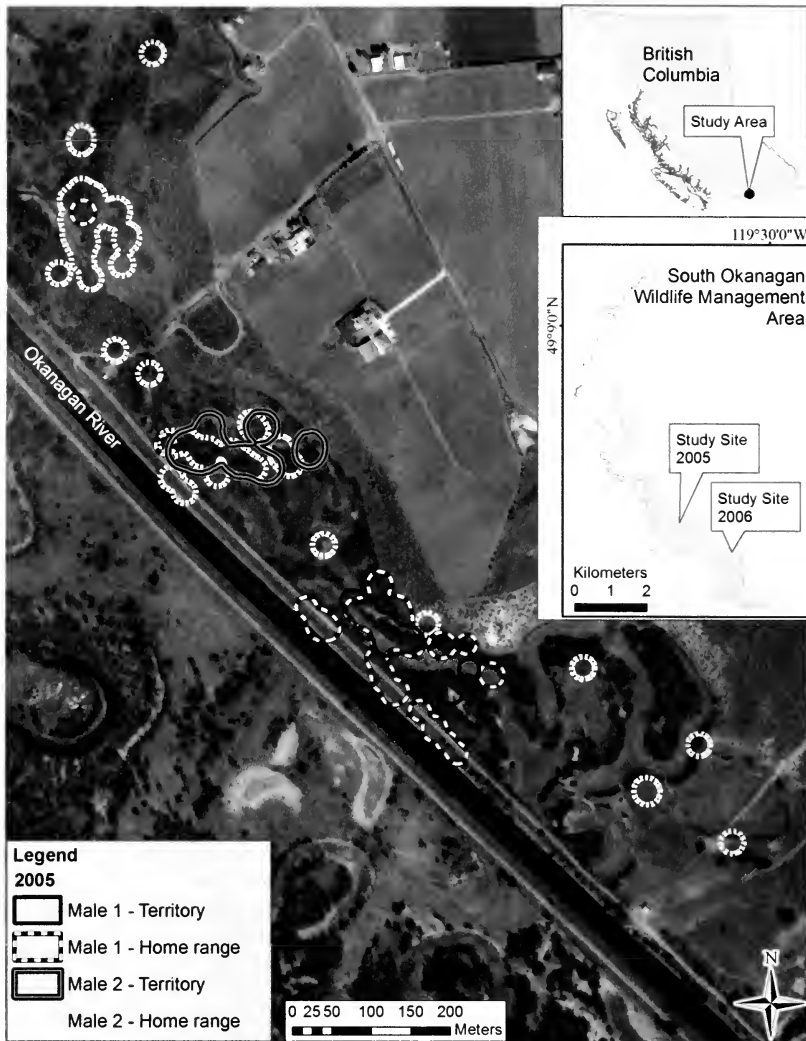 British
Columbia
Study Area
119°30'0"W
South Okanagan
Wildlife Management
Area
49°9'0"N
Study Site
2005
Study Site
2006
Kilometers
0 1 2
Okanagan River
Legend
2005
Male 1 - Territory
Male 1 - Home range
Male 2 - Territory
Male 2 - Home range
N
0 25 50 100 150 200
Meters